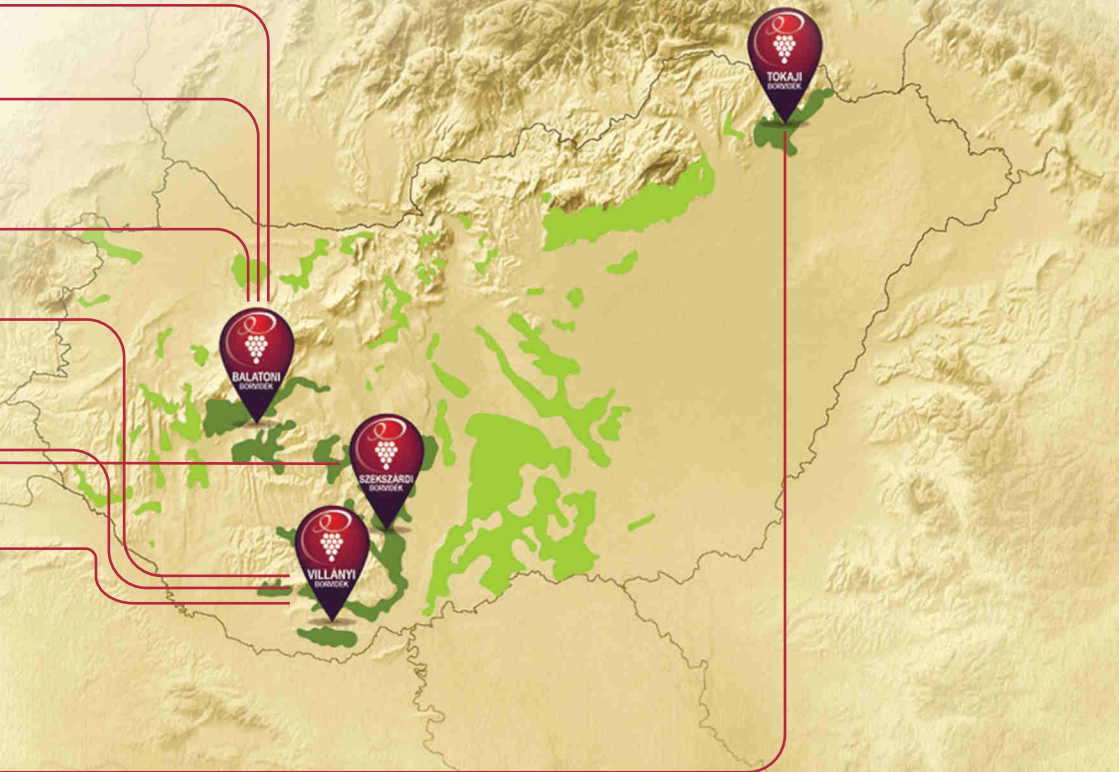 TOKAJI
BORVIDÉK
BALATONI
BORVIDÉK
SZEKSZÁRDI
BORVIDÉK
VILLÁNYI
BORVIDÉK